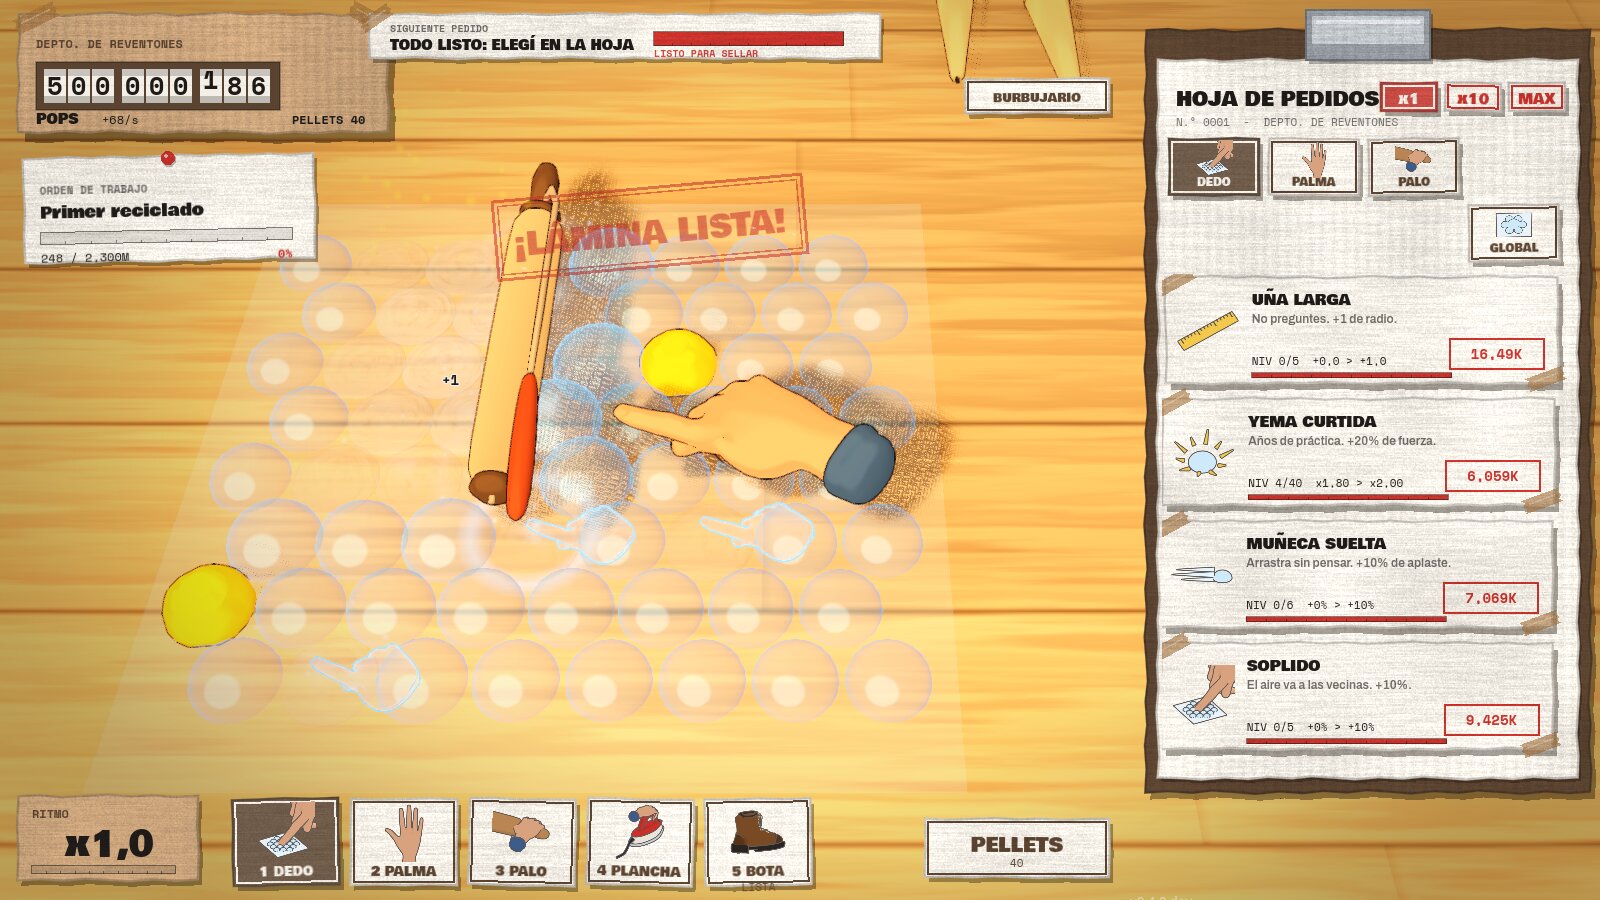 DEPTO. DE REVENTONES
500 000 186
POPS +68/s PELLETS 40
SIGUIENTE PEDIDO
TODO LISTO: ELEGÍ EN LA HOJA
LISTO PARA SELLAR
BURBUJARIO
ORDEN DE TRABAJO
Primer reciclado
248 / 2,300M 0%
¡LÁMINA LISTA!
+1
HOJA DE PEDIDOS x1 x10 MAX
N.° 0001 - DEPTO. DE REVENTONES
DEDO PALMA PALO
GLOBAL
UÑA LARGA
No preguntes. +1 de radio.
NIV 0/5 +0,0 > +1,0
16,49K
YEMA CURTIDA
Años de práctica. +20% de fuerza.
NIV 4/40 x1,80 > x2,00
6,059K
MUÑECA SUELTA
Arrastra sin pensar. +10% de aplaste.
NIV 0/6 +0% > +10%
7,069K
SOPLIDO
El aire va a las vecinas. +10%.
NIV 0/5 +0% > +10%
9,425K
RITMO
x1,0
1 DEDO 2 PALMA 3 PALO 4 PLANCHA 5 BOTA
LISTA
PELLETS
40